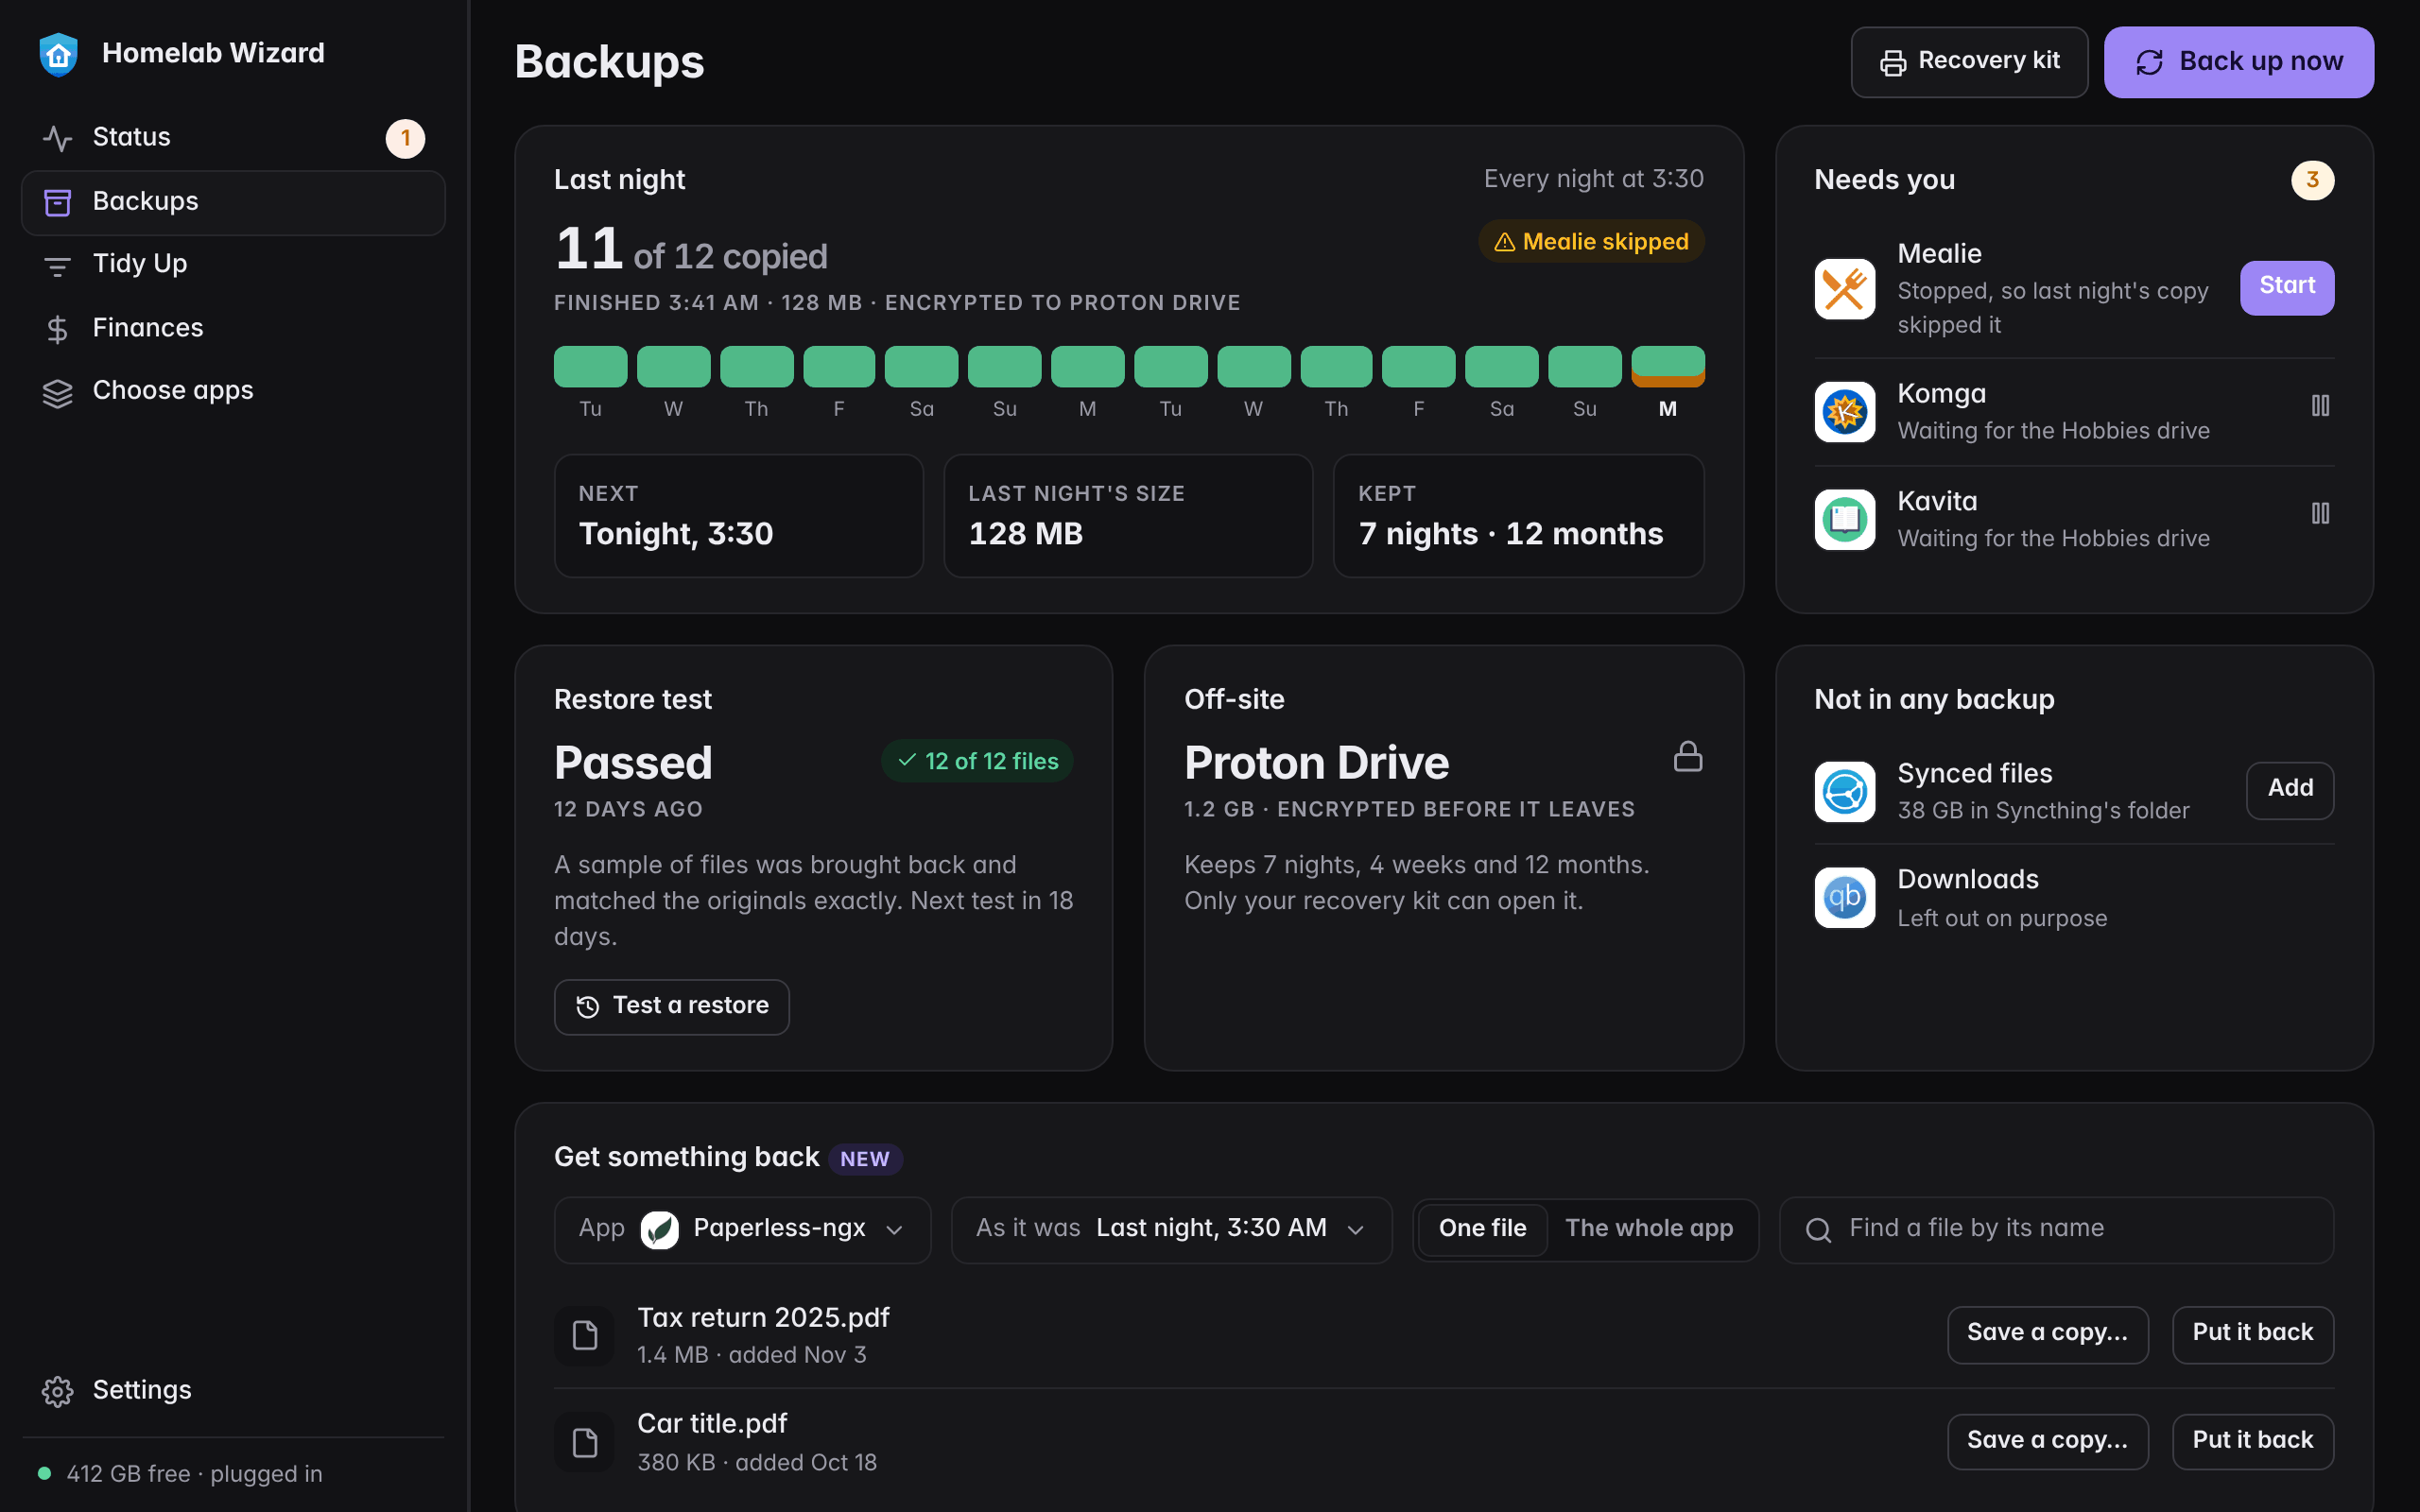 Homelab Wizard
Status
1
Backups
Tidy Up
Finances
Choose apps
Settings
412 GB free · plugged in
Backups
Recovery kit
Back up now
Last night
Every night at 3:30
11 of 12 copied
Mealie skipped
FINISHED 3:41 AM · 128 MB · ENCRYPTED TO PROTON DRIVE
Tu W Th F Sa Su M Tu W Th F Sa Su M
NEXT
Tonight, 3:30
LAST NIGHT'S SIZE
128 MB
KEPT
7 nights · 12 months
Needs you
3
Mealie
Stopped, so last night's copy
skipped it
Start
Komga
Waiting for the Hobbies drive
Kavita
Waiting for the Hobbies drive
Restore test
Passed
12 of 12 files
12 DAYS AGO
A sample of files was brought back and
matched the originals exactly. Next test in 18
days.
Test a restore
Off-site
Proton Drive
1.2 GB · ENCRYPTED BEFORE IT LEAVES
Keeps 7 nights, 4 weeks and 12 months.
Only your recovery kit can open it.
Not in any backup
Synced files
38 GB in Syncthing's folder
Add
qb
Downloads
Left out on purpose
Get something back NEW
App Paperless-ngx
As it was Last night, 3:30 AM
One file
The whole app
Find a file by its name
Tax return 2025.pdf
1.4 MB · added Nov 3
Save a copy...
Put it back
Car title.pdf
380 KB · added Oct 18
Save a copy...
Put it back